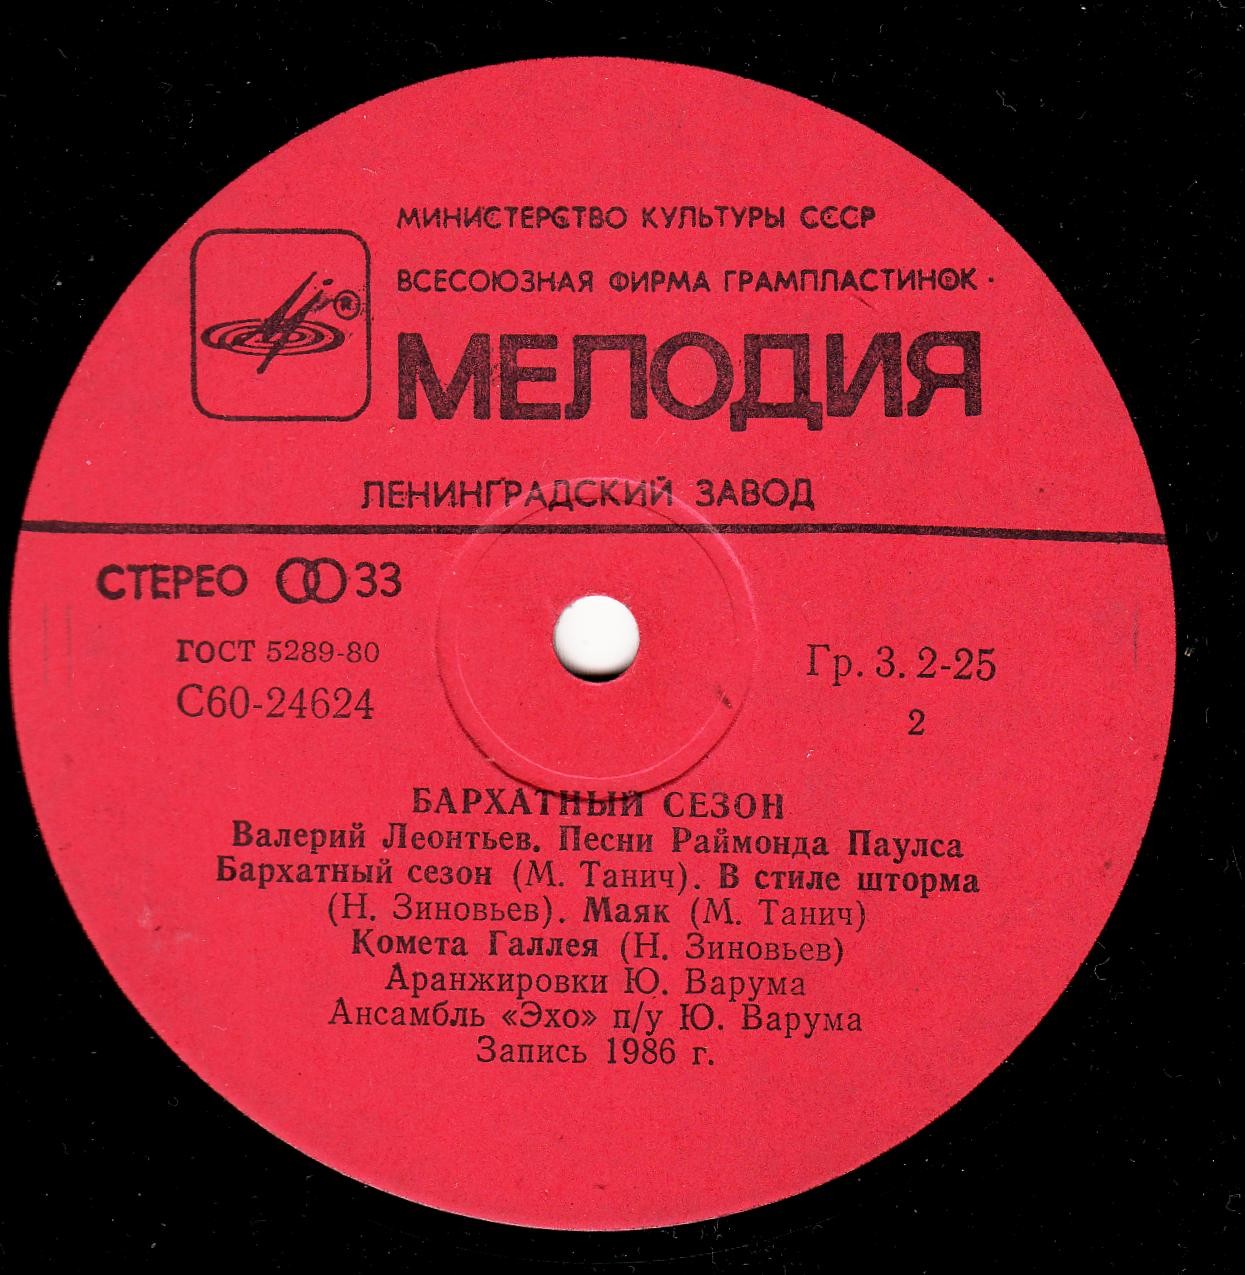 МИНИСТЕРСТВО КУЛЬТУРЫ СССР
ВСЕСОЮЗНАЯ ФИРМА ГРАМПЛАСТИНОК
®
МЕЛОДИЯ
ЛЕНИНГРАДСКИЙ ЗАВОД
СТЕРЕО 33
ГОСТ 5289-80
С60-24624
Гр. 3. 2-25
2
БАРХАТНЫЙ СЕЗОН
Валерий Леонтьев. Песни Раймонда Паулса
Бархатный сезон (М. Танич). В стиле шторма
(Н. Зиновьев). Маяк (М. Танич)
Комета Галлея (Н. Зиновьев)
Аранжировки Ю. Варума
Ансамбль «Эхо» п/у Ю. Варума
Запись 1986 г.